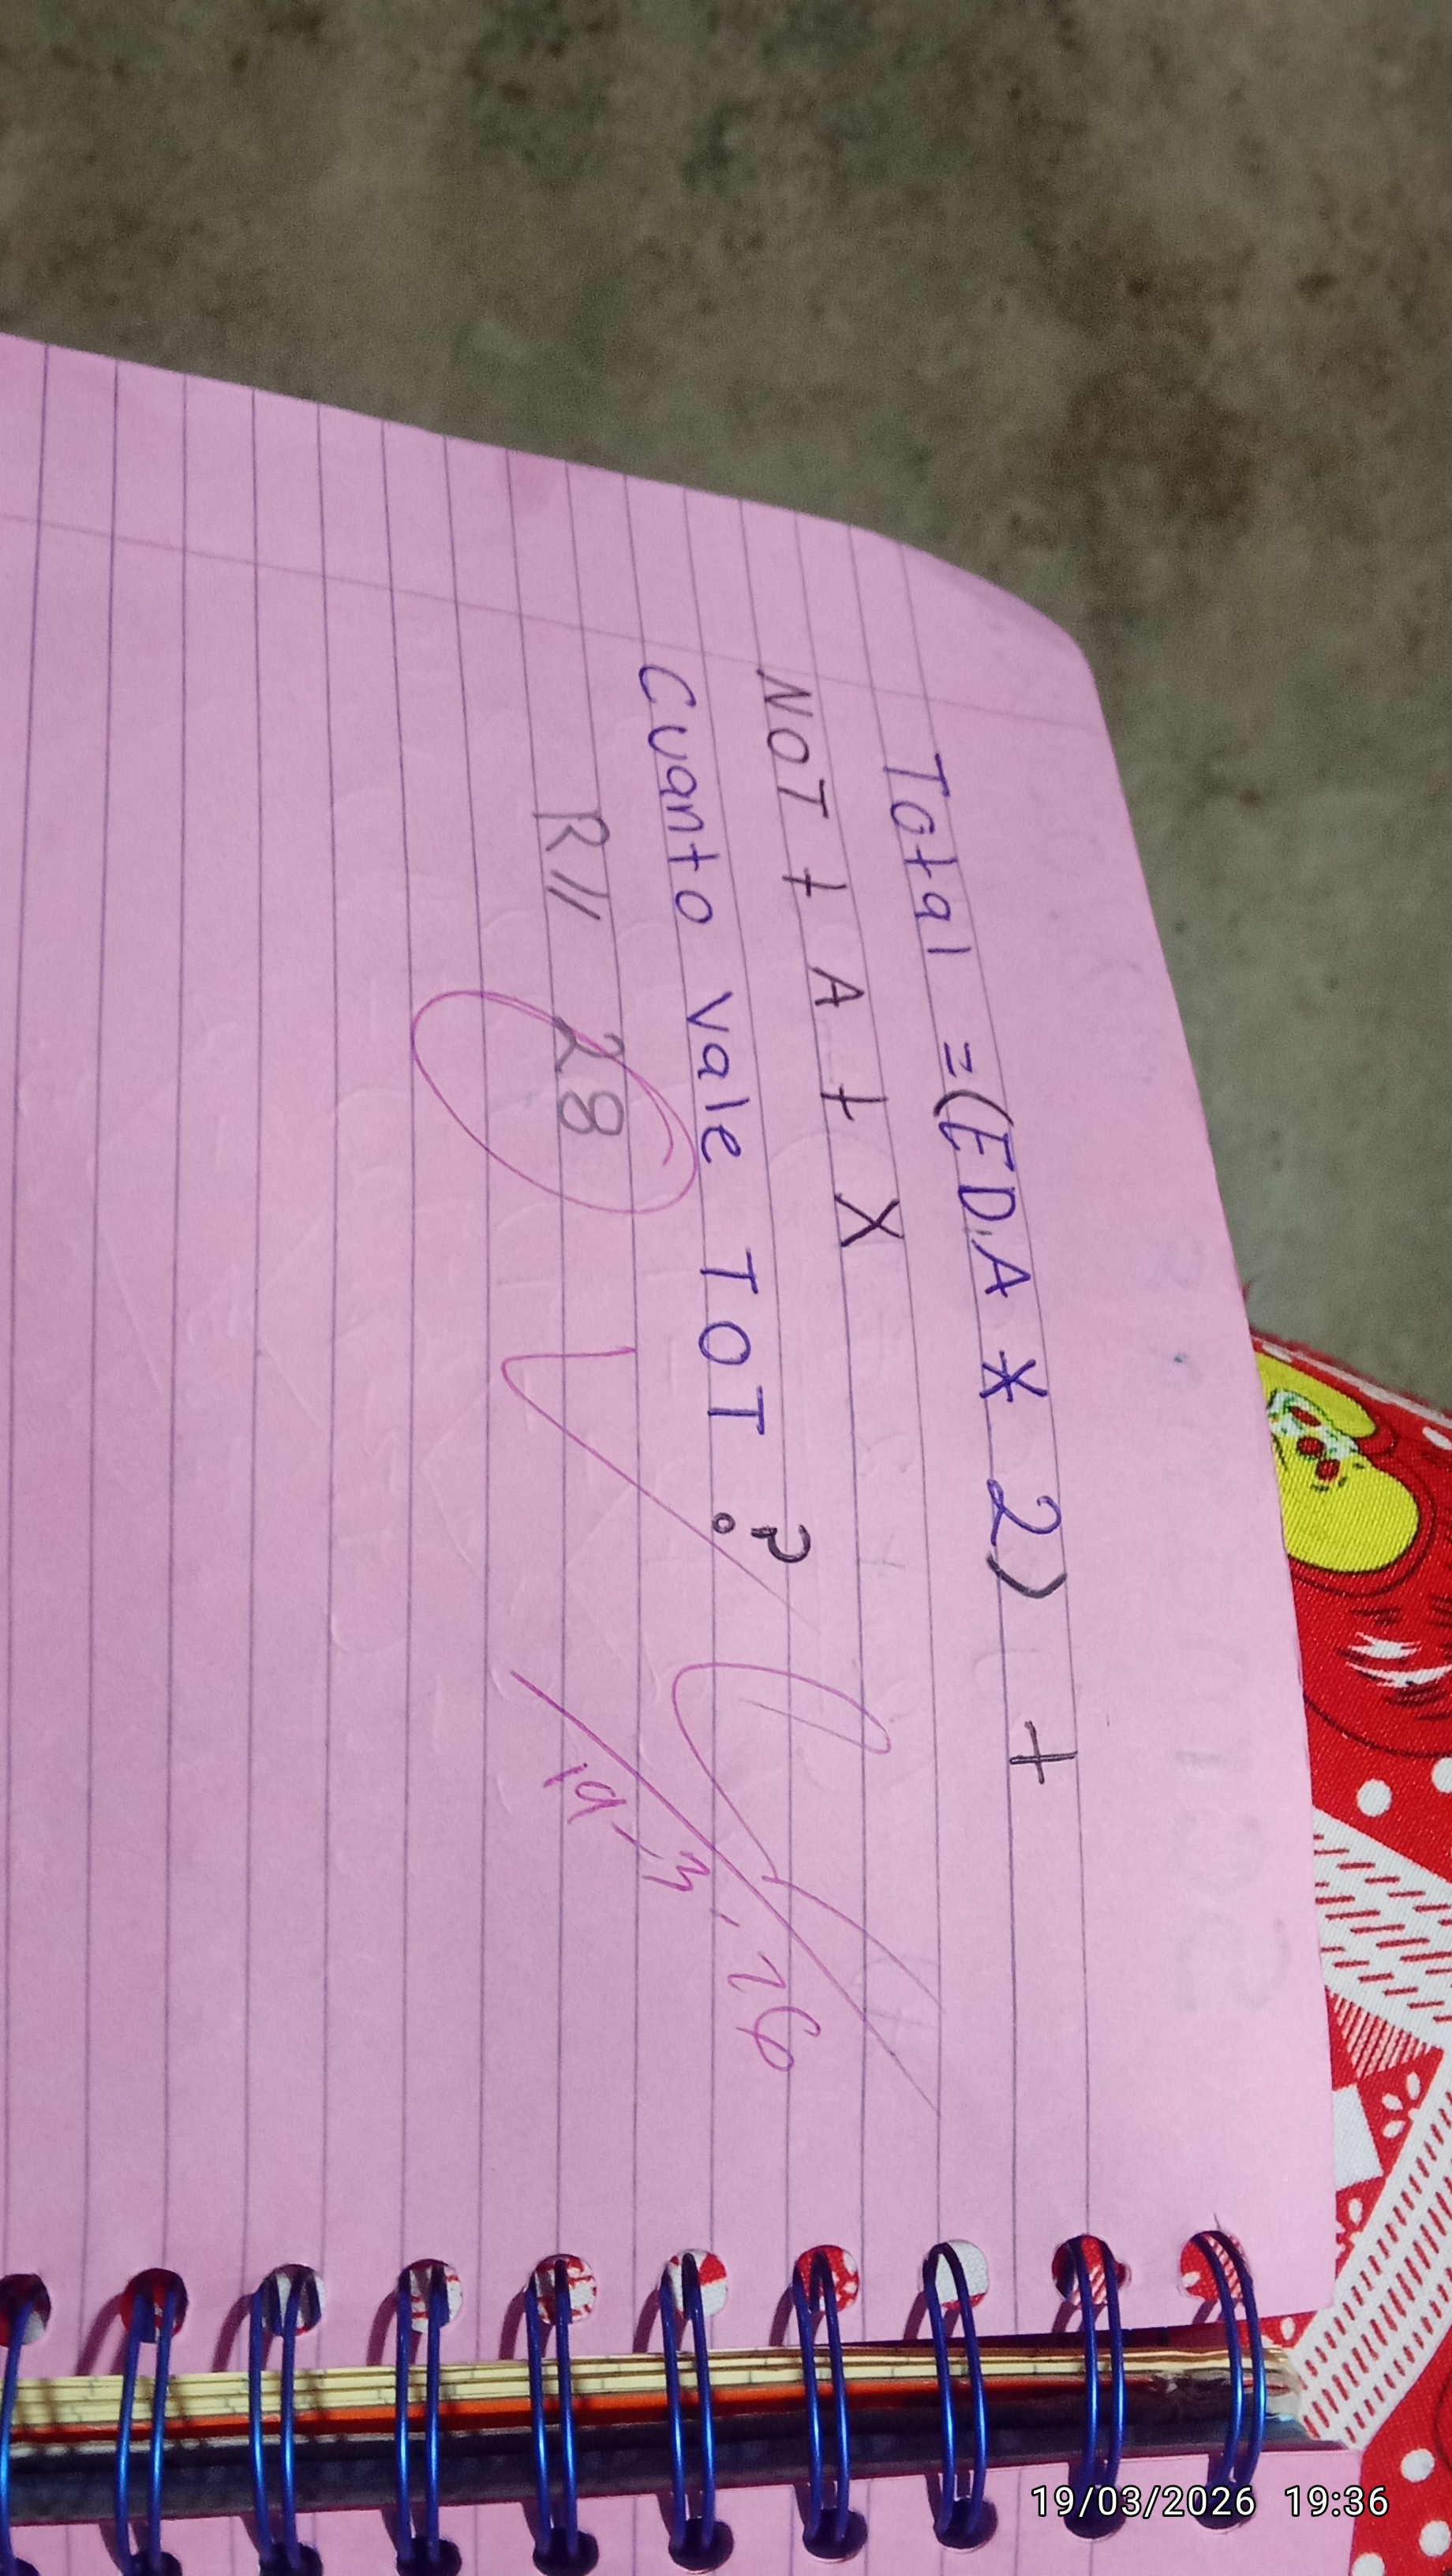 Total = (EDA * 2) +
NOT + A + X
Cuanto vale TOT ?
R// 28
19-3-26
19/03/2026 19:36